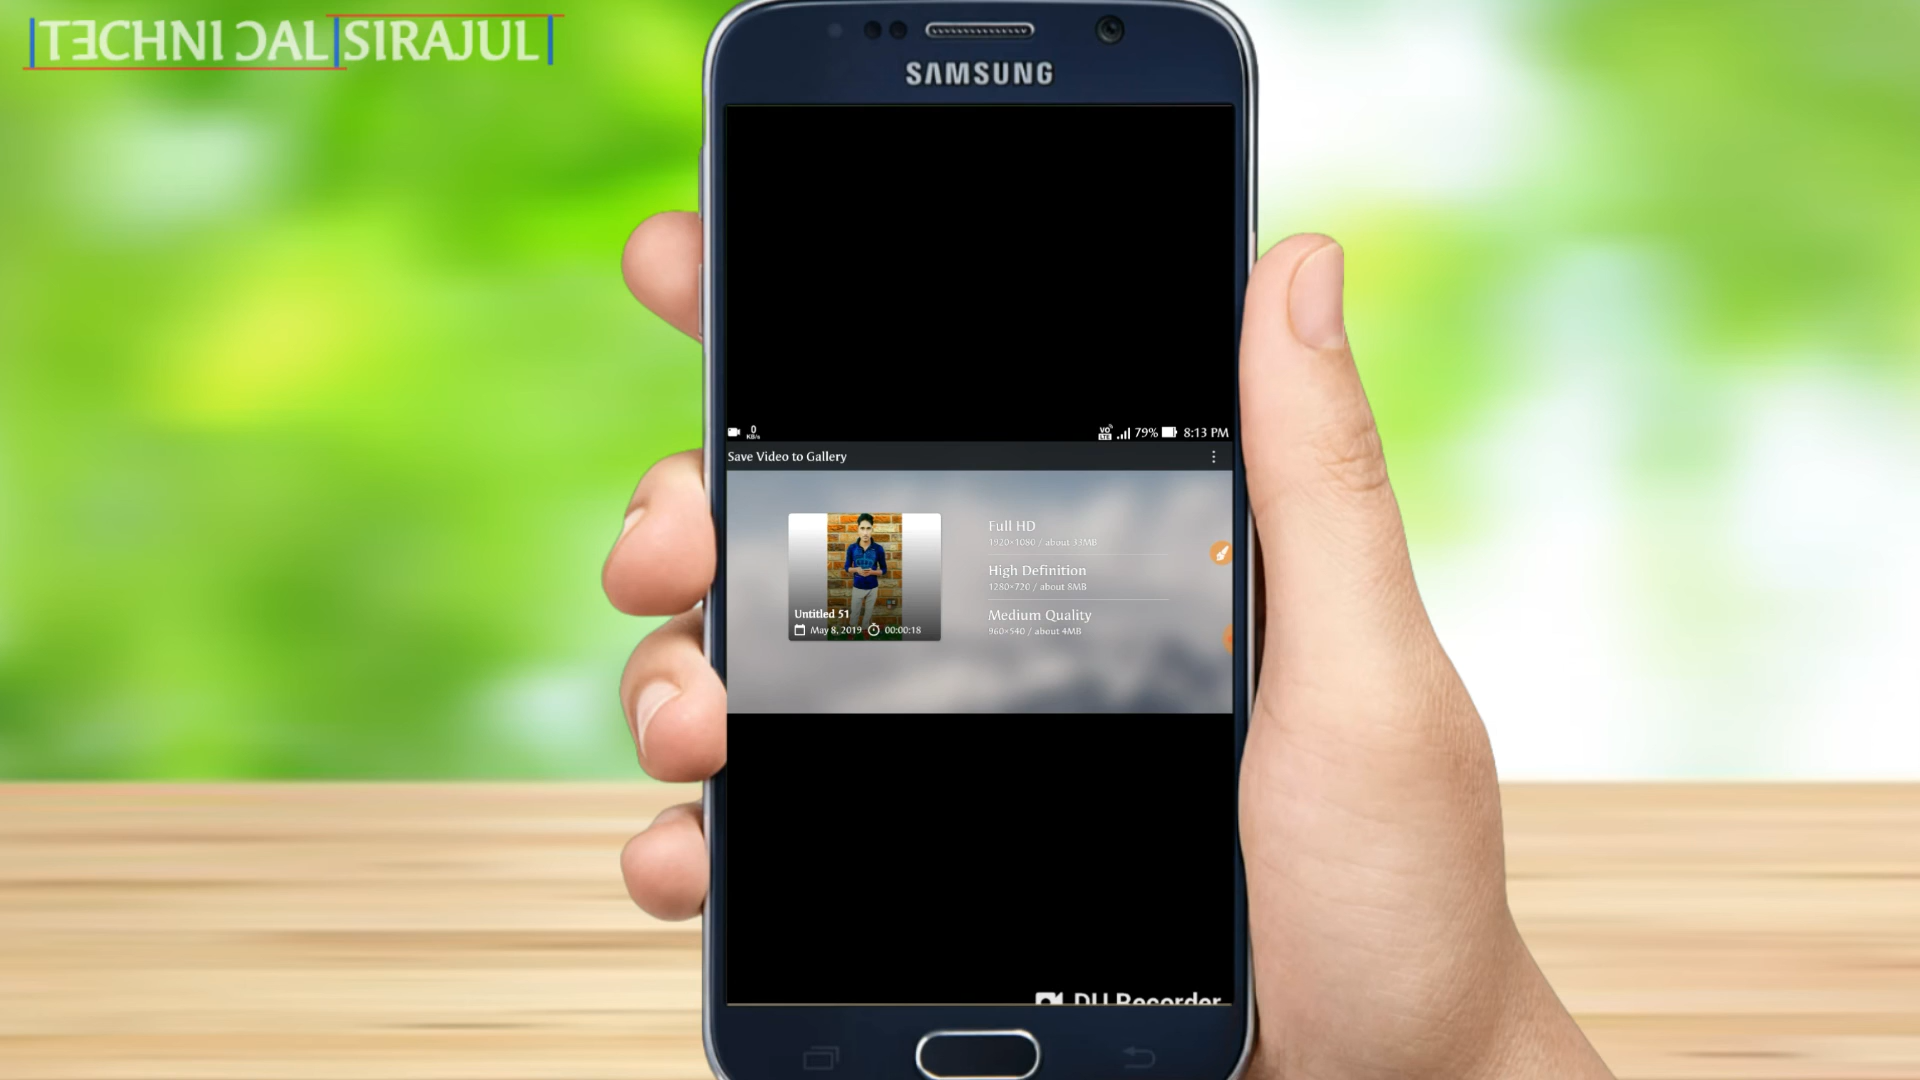 TECHNICAL SIRAJUL
SAMSUNG
0
KB/s
VO
LTE
79%
8:13 PM
Save Video to Gallery
Full HD
1920×1080 / about 33MB
High Definition
1280×720 / about 8MB
Medium Quality
960×540 / about 4MB
Untitled 51
May 8, 2019
00:00:18
DU Recorder